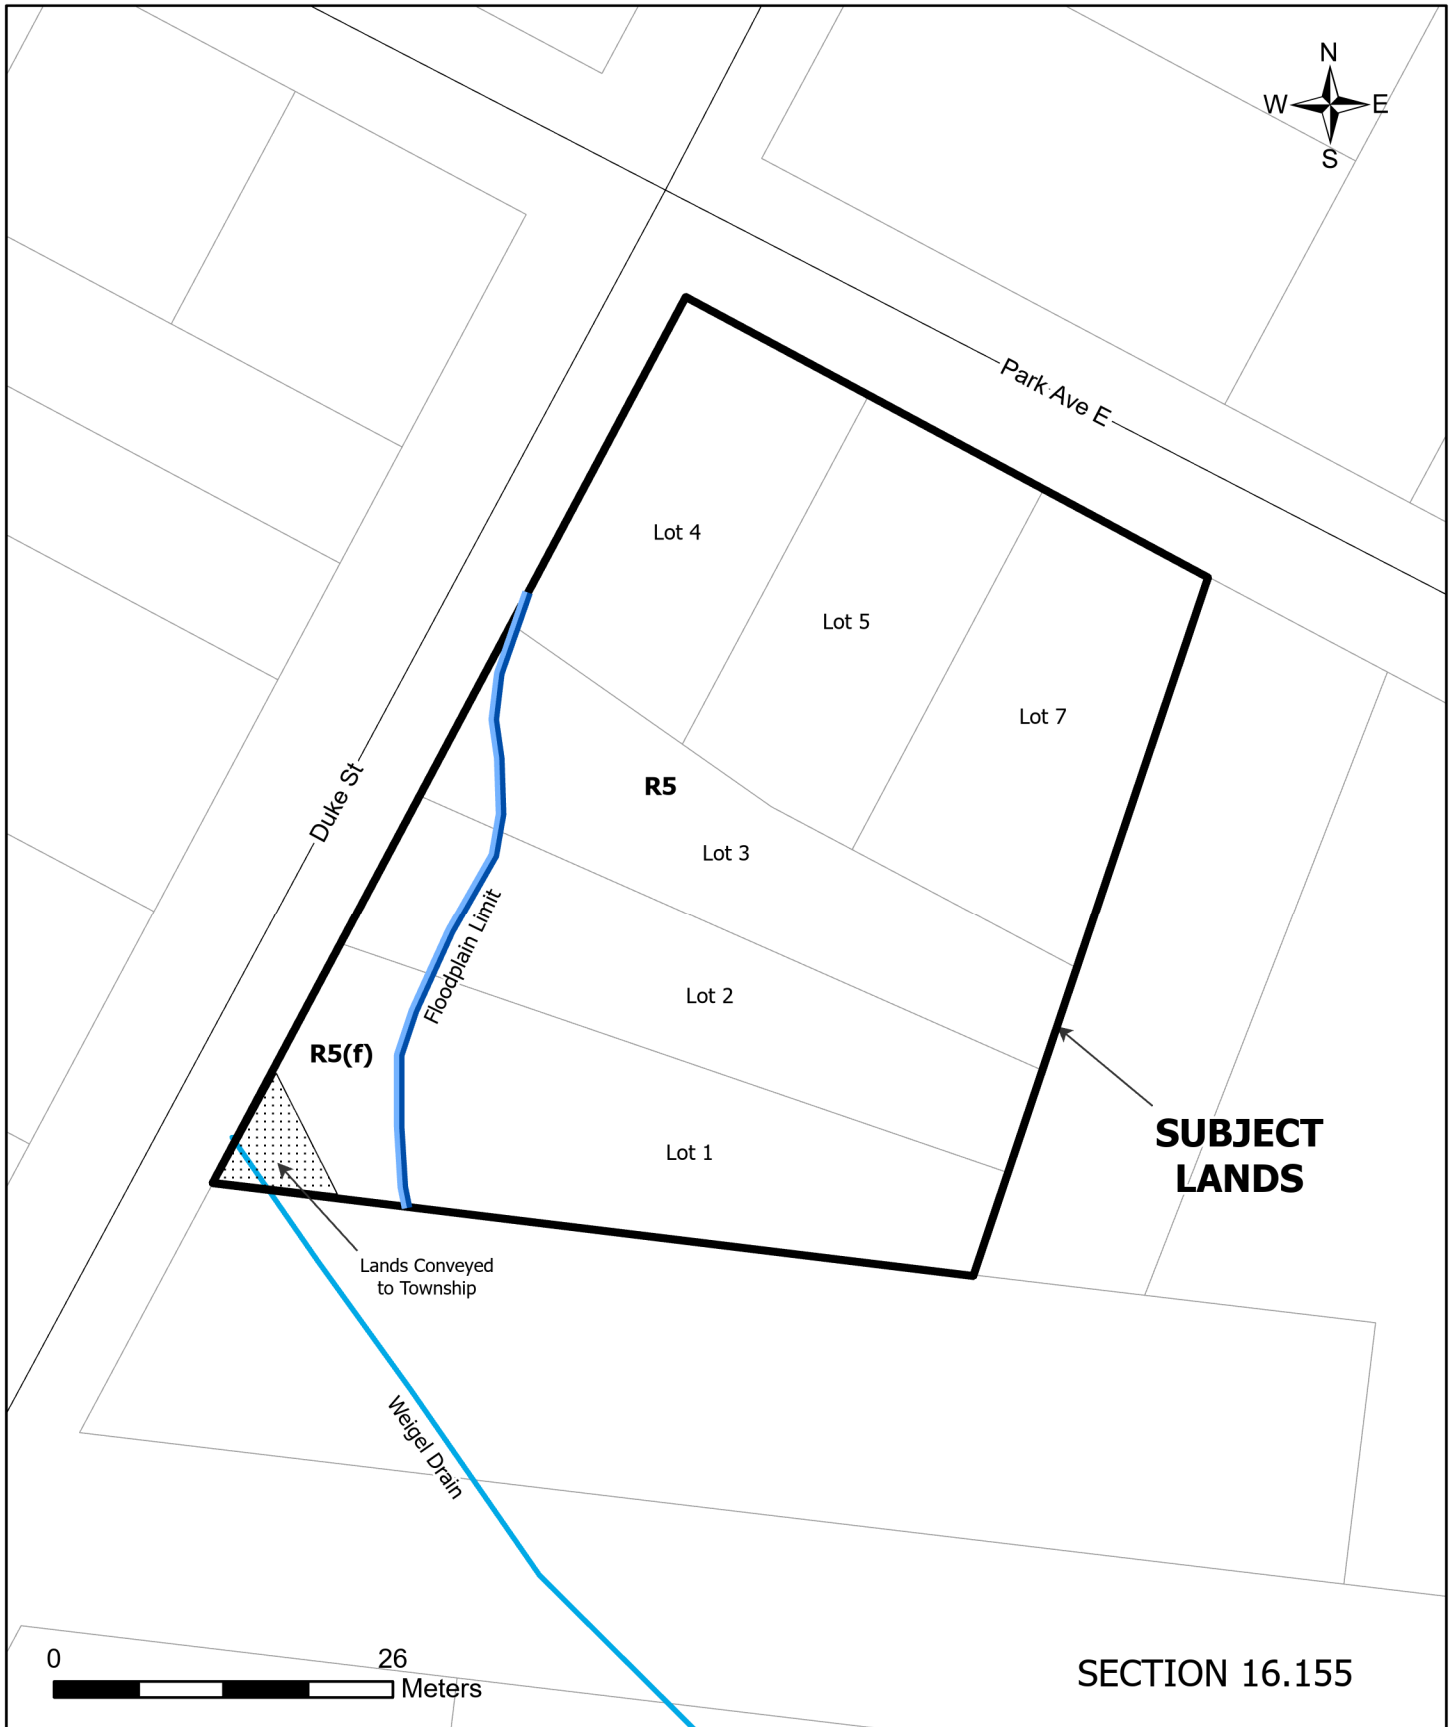 N
W E
S
Park Ave E
Lot 4
Lot 5
Lot 7
R5
Duke St
Lot 3
Floodplain Limit
Lot 2
R5(f)
SUBJECT
LANDS
Lot 1
Lands Conveyed
to Township
Weigel Drain
0 26
Meters
SECTION 16.155